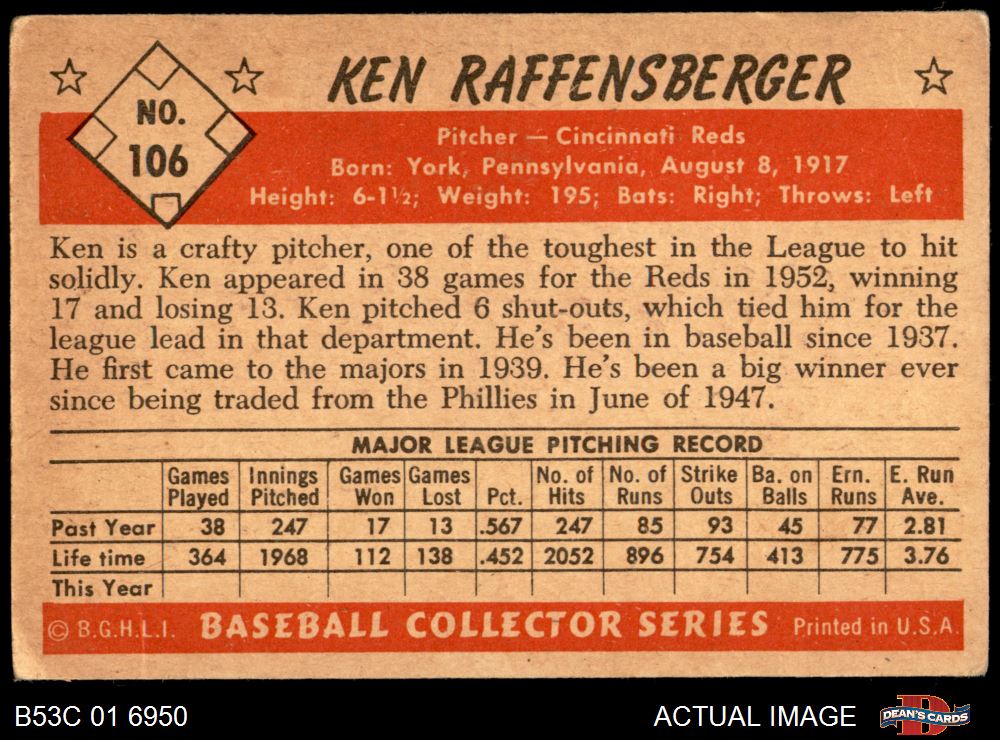 NO.
106
KEN RAFFENSBERGER
Pitcher — Cincinnati Reds
Born: York, Pennsylvania, August 8, 1917
Height: 6-1½; Weight: 195; Bats: Right; Throws: Left
Ken is a crafty pitcher, one of the toughest in the League to hit
solidly. Ken appeared in 38 games for the Reds in 1952, winning
17 and losing 13. Ken pitched 6 shut-outs, which tied him for the
league lead in that department. He's been in baseball since 1937.
He first came to the majors in 1939. He's been a big winner ever
since being traded from the Phillies in June of 1947.
MAJOR LEAGUE PITCHING RECORD
Games Innings Games Games No. of No. of Strike Ba. on Ern. E. Run
Played Pitched Won Lost Pct. Hits Runs Outs Balls Runs Ave.
Past Year 38 247 17 13 .567 247 85 93 45 77 2.81
Life time 364 1968 112 138 .452 2052 896 754 413 775 3.76
This Year
© B.G.H.L.I. BASEBALL COLLECTOR SERIES Printed in U.S.A.
B53C 01 6950 ACTUAL IMAGE DEAN'S CARDS